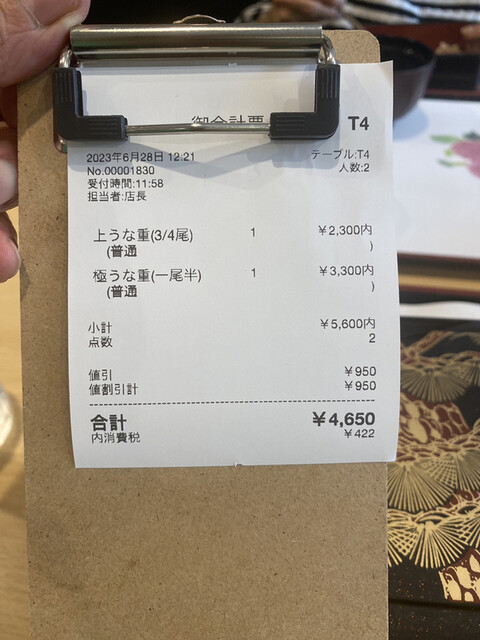 御会計票 T4
2023年6月28日 12:21 テーブル:T4
No.00001830 人数:2
受付時間:11:58
担当者:店長
上うな重(3/4尾) 1 ¥2,300内
(普通 )
極うな重(一尾半) 1 ¥3,300内
(普通 )
小計 ¥5,600内
点数 2
値引 ¥950
値割引計 ¥950
合計 ¥4,650
内消費税 ¥422